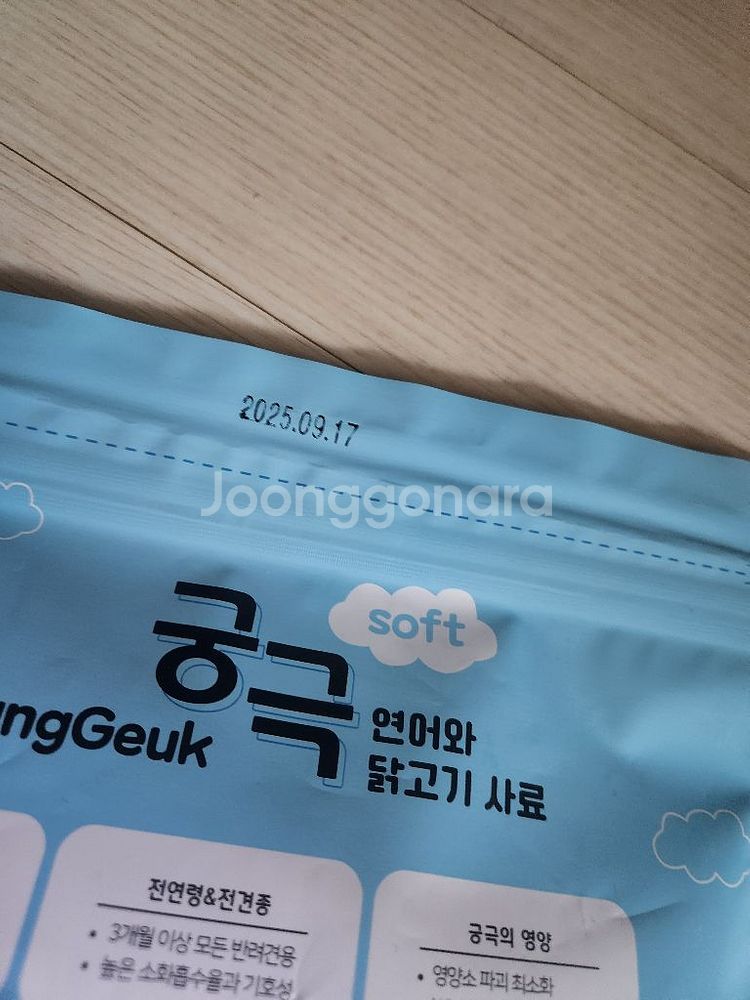 2025.09.17
Joonggonara
soft
궁극
ngGeuk
연어와
닭고기 사료
전연령&전견종
• 3개월 이상 모든 반려견용
• 높은 소화흡수율과 기호성
궁극의 영양
• 영양소 파괴 최소화